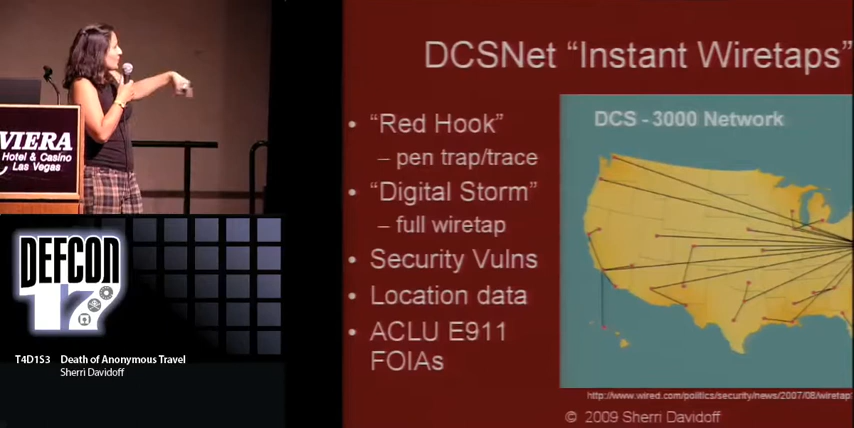 VIERA
Hotel & Casino
Las Vegas
DEFCON
17
T4D1S3 Death of Anonymous Travel
Sherri Davidoff
DCSNet “Instant Wiretaps”
• “Red Hook”
– pen trap/trace
• “Digital Storm”
– full wiretap
• Security Vulns
• Location data
• ACLU E911
FOIAs
DCS - 3000 Network
http://www.wired.com/politics/security/news/2007/08/wiretap
© 2009 Sherri Davidoff